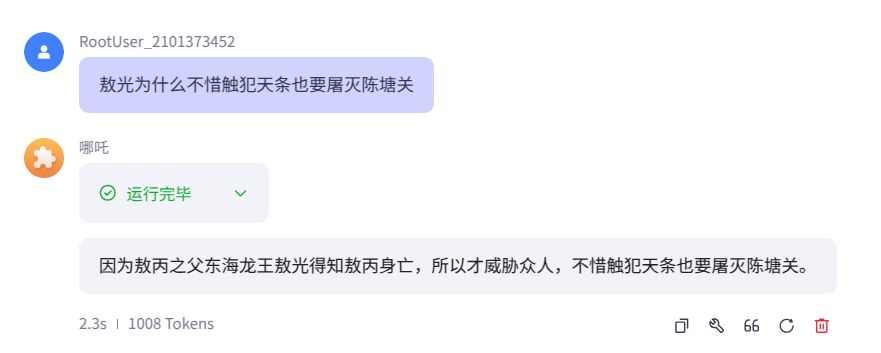 RootUser_2101373452
敖光为什么不惜触犯天条也要屠灭陈塘关
哪吒
运行完毕
因为敖丙之父东海龙王敖光得知敖丙身亡，所以才威胁众人，不惜触犯天条也要屠灭陈塘关。
2.3s | 1008 Tokens